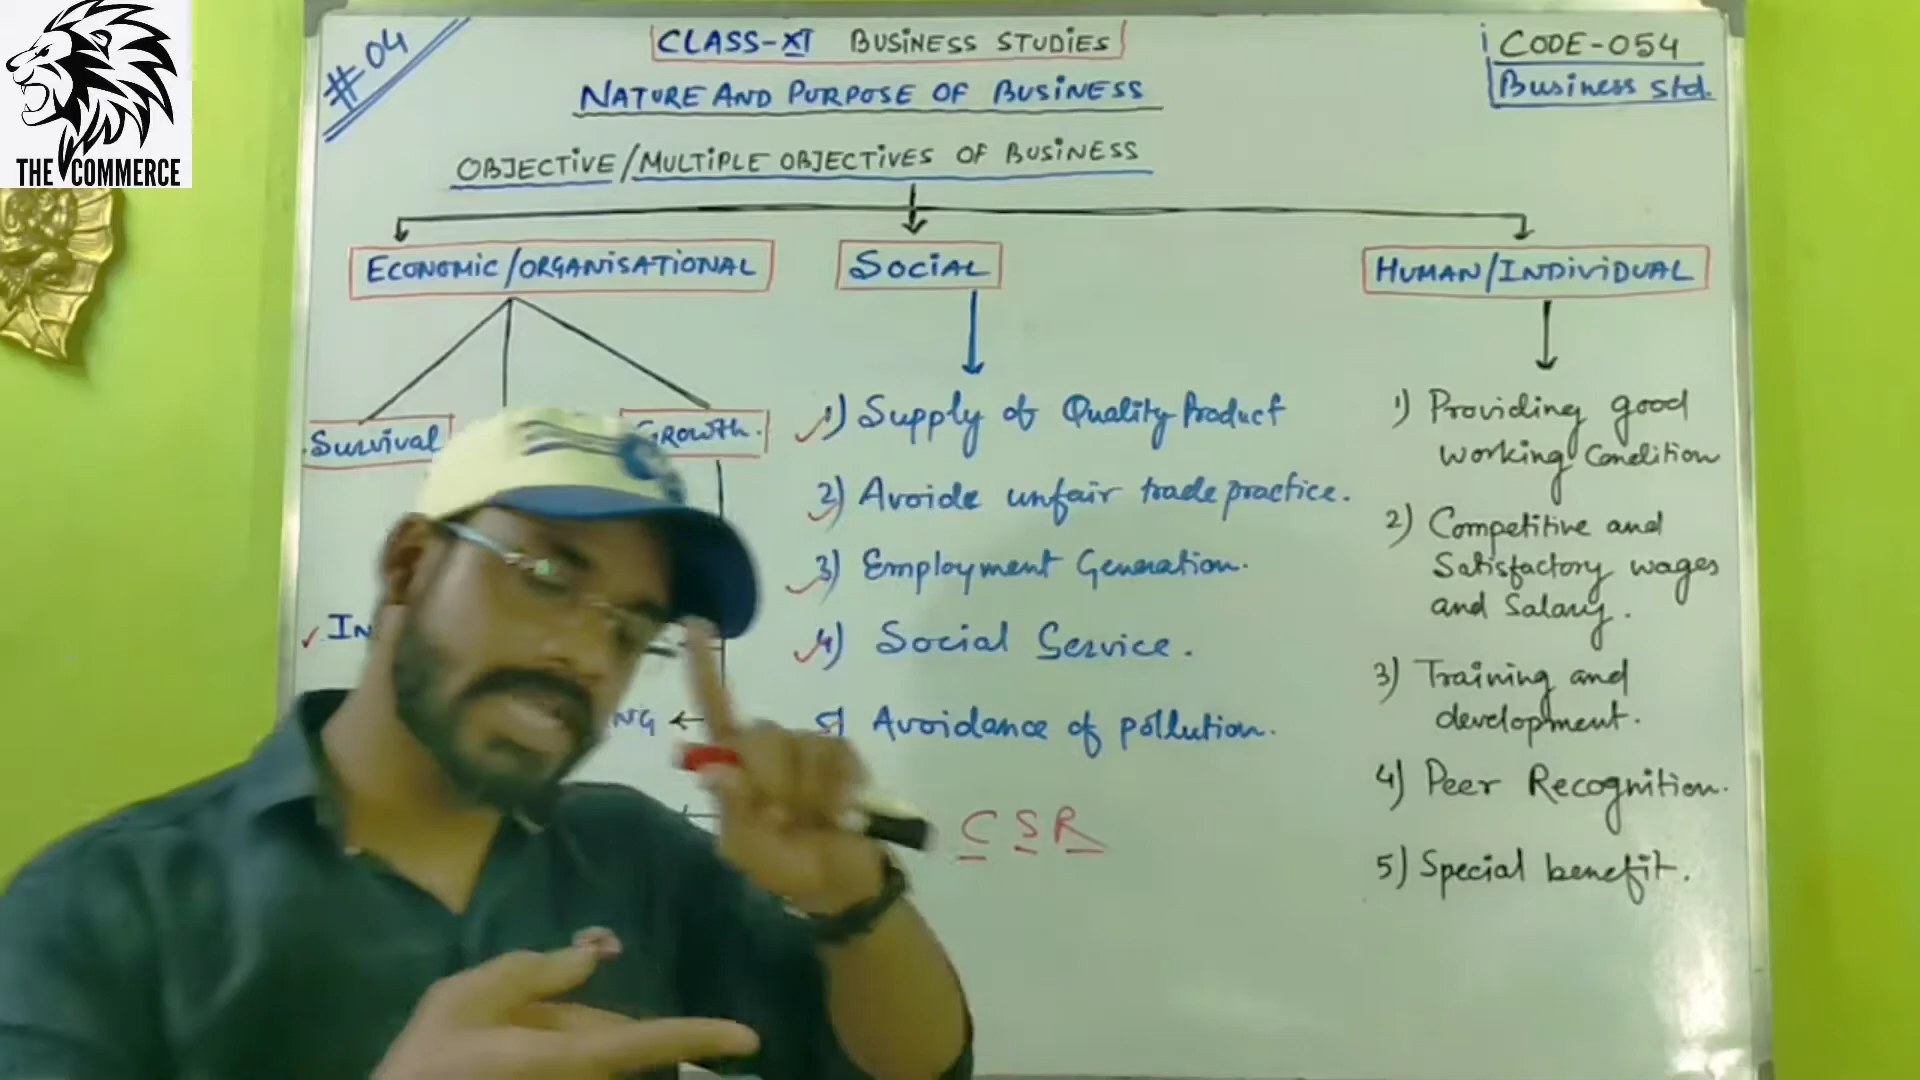 THE COMMERCE
#04
CLASS-XI BUSINESS STUDIES
CODE-054
Business Std.
NATURE AND PURPOSE OF BUSINESS
OBJECTIVE/MULTIPLE OBJECTIVES OF BUSINESS
ECONOMIC/ORGANISATIONAL
Survival
GROWTH.
SOCIAL
1) Supply of Quality Product
2) Avoide unfair trade practice.
3) Employment Generation.
4) Social Service.
5) Avoidance of pollution.
CSR
HUMAN/INDIVIDUAL
1) Providing good
working Condition
2) Competitive and
Satisfactory wages
and Salary.
3) Training and
development.
4) Peer Recognition.
5) Special benefit.